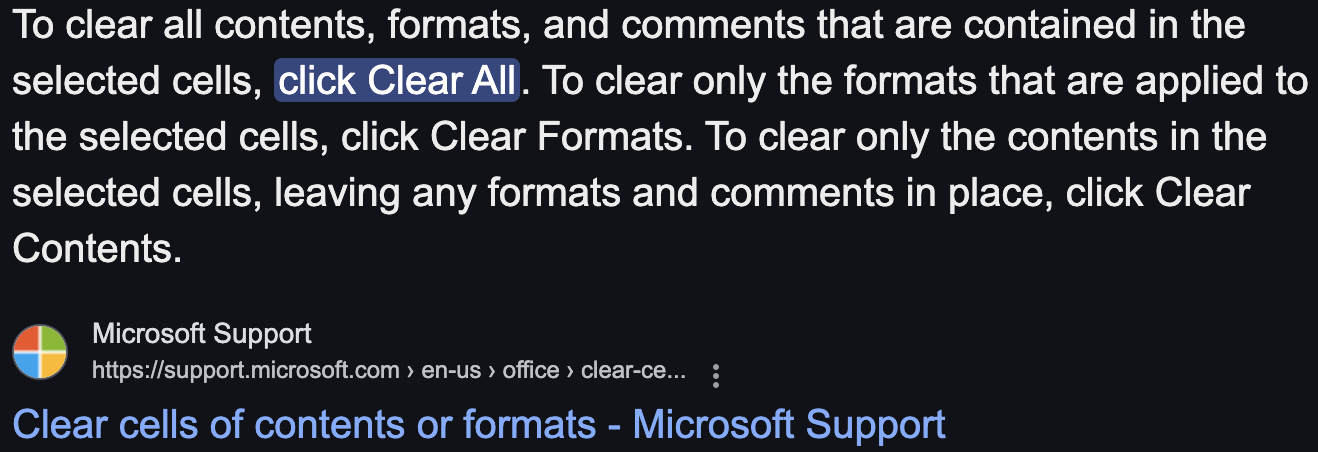 To clear all contents, formats, and comments that are contained in the
selected cells, click Clear All. To clear only the formats that are applied to
the selected cells, click Clear Formats. To clear only the contents in the
selected cells, leaving any formats and comments in place, click Clear
Contents.
Microsoft Support
https://support.microsoft.com › en-us › office › clear-ce...
Clear cells of contents or formats - Microsoft Support